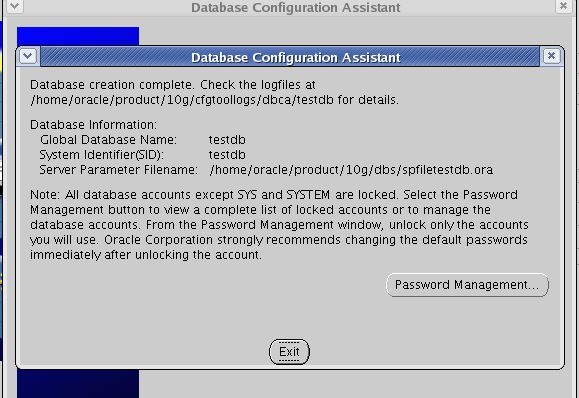 Database Configuration Assistant
Database Configuration Assistant
Database creation complete. Check the logfiles at
/home/oracle/product/10g/cfgtoollogs/dbca/testdb for details.
Database Information:
Global Database Name: testdb
System Identifier(SID): testdb
Server Parameter Filename: /home/oracle/product/10g/dbs/spfiletestdb.ora
Note: All database accounts except SYS and SYSTEM are locked. Select the Password
Management button to view a complete list of locked accounts or to manage the
database accounts. From the Password Management window, unlock only the accounts
you will use. Oracle Corporation strongly recommends changing the default passwords
immediately after unlocking the account.
Password Management...
Exit